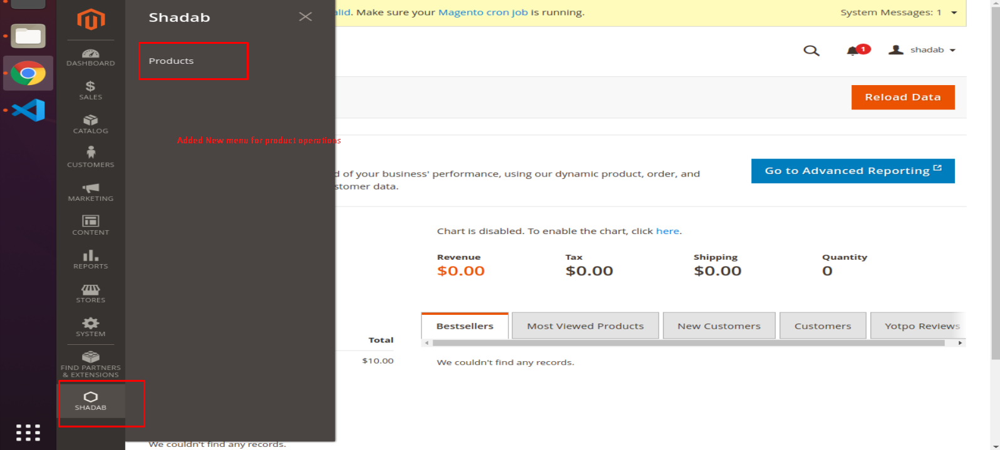 Shadab
alid. Make sure your Magento cron job is running.
System Messages: 1
Products
1
shadab
DASHBOARD
Reload Data
SALES
CATALOG
Added New menu for product operations
CUSTOMERS
d of your business' performance, using our dynamic product, order, and
stomer data.
Go to Advanced Reporting
MARKETING
CONTENT
Chart is disabled. To enable the chart, click here.
REPORTS
Revenue
$0.00
Tax
$0.00
Shipping
$0.00
Quantity
0
STORES
SYSTEM
Bestsellers
Most Viewed Products
New Customers
Customers
Yotpo Reviews
Total
$10.00
We couldn't find any records.
FIND PARTNERS
& EXTENSIONS
SHADAB
We couldn't find any records.